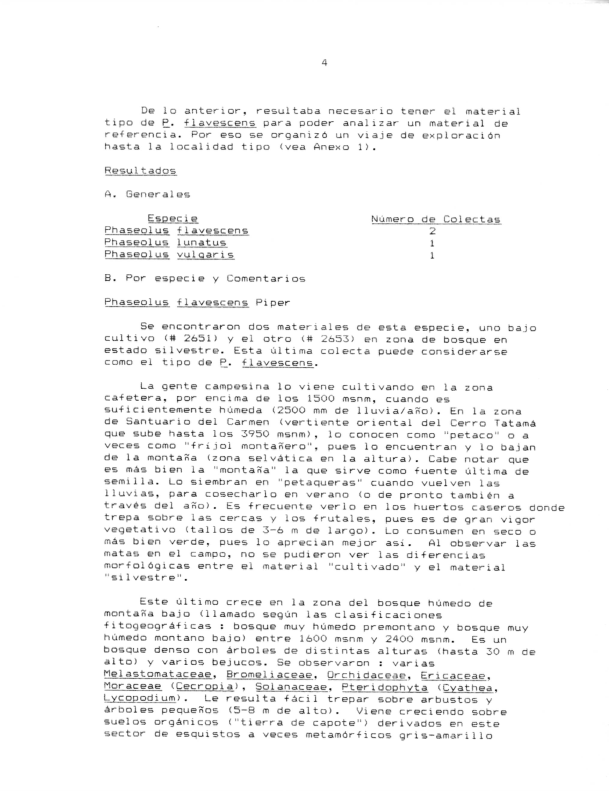 4
De lo anterior, resultaba necesario tener el material
tipo de P. flavescens para poder analizar un material de
referencia. Por eso se organizó un viaje de exploración
hasta la localidad tipo (vea Anexo 1).
Resultados
A. Generales
Especie Número de Colectas
Phaseolus flavescens 2
Phaseolus lunatus 1
Phaseolus vulgaris 1
B. Por especie y Comentarios
Phaseolus flavescens Piper
Se encontraron dos materiales de esta especie, uno bajo
cultivo (# 2651) y el otro (# 2653) en zona de bosque en
estado silvestre. Esta última colecta puede considerarse
como el tipo de P. flavescens.
La gente campesina lo viene cultivando en la zona
cafetera, por encima de los 1500 msnm, cuando es
suficientemente húmeda (2500 mm de lluvia/año). En la zona
de Santuario del Carmen (vertiente oriental del Cerro Tatamá
que sube hasta los 3950 msnm), lo conocen como "petaco" o a
veces como "frijol montañero", pues lo encuentran y lo bajan
de la montaña (zona selvática en la altura). Cabe notar que
es más bien la "montaña" la que sirve como fuente última de
semilla. Lo siembran en "petaqueras" cuando vuelven las
lluvias, para cosecharlo en verano (o de pronto también a
través del año). Es frecuente verlo en los huertos caseros donde
trepa sobre las cercas y los frutales, pues es de gran vigor
vegetativo (tallos de 3-6 m de largo). Lo consumen en seco o
más bien verde, pues lo aprecian mejor así. Al observar las
matas en el campo, no se pudieron ver las diferencias
morfológicas entre el material "cultivado" y el material
"silvestre".
Este último crece en la zona del bosque húmedo de
montaña bajo (llamado según las clasificaciones
fitogeográficas : bosque muy húmedo premontano y bosque muy
húmedo montano bajo) entre 1600 msnm y 2400 msnm. Es un
bosque denso con árboles de distintas alturas (hasta 30 m de
alto) y varios bejucos. Se observaron : varias
Melastomataceae, Bromeliaceae, Orchidaceae, Ericaceae,
Moraceae (Cecropia), Solanaceae, Pteridophyta (Cyathea,
Lycopodium). Le resulta fácil trepar sobre arbustos y
árboles pequeños (5-8 m de alto). Viene creciendo sobre
suelos orgánicos ("tierra de capote") derivados en este
sector de esquistos a veces metamórficos gris-amarillo